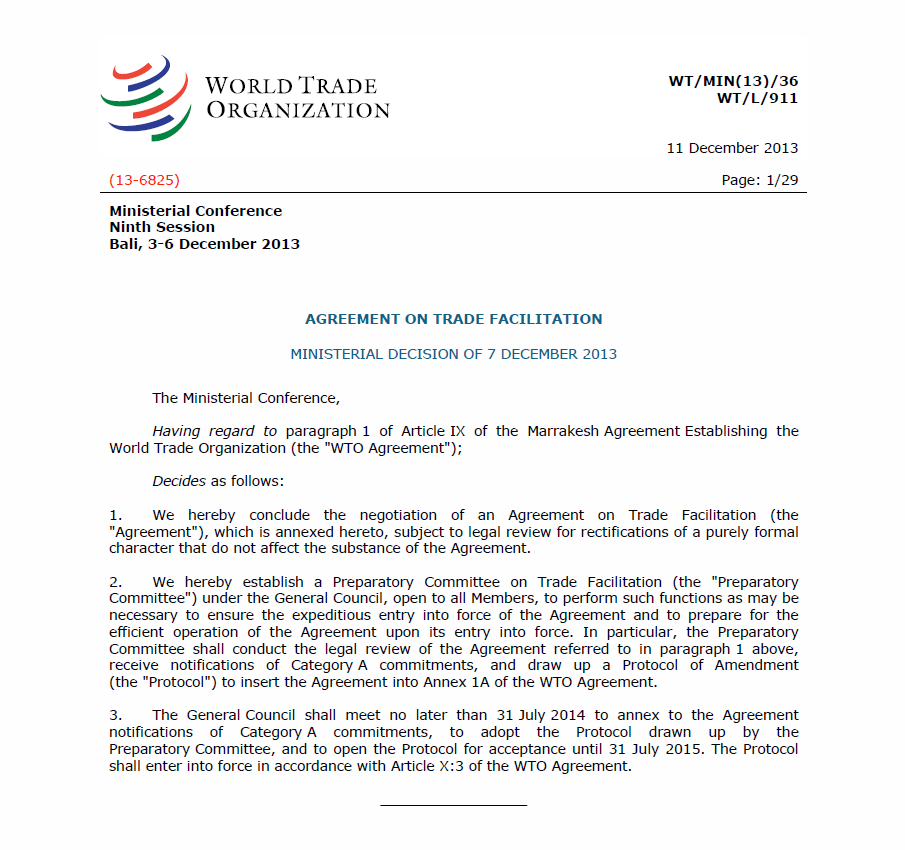 WORLD TRADE
ORGANIZATION
WT/MIN(13)/36
WT/L/911
11 December 2013
(13-6825)
Page: 1/29
Ministerial Conference
Ninth Session
Bali, 3-6 December 2013
AGREEMENT ON TRADE FACILITATION
MINISTERIAL DECISION OF 7 DECEMBER 2013
The Ministerial Conference,
Having regard to paragraph 1 of Article IX of the Marrakesh Agreement Establishing the
World Trade Organization (the "WTO Agreement");
Decides as follows:
1. We hereby conclude the negotiation of an Agreement on Trade Facilitation (the
"Agreement"), which is annexed hereto, subject to legal review for rectifications of a purely formal
character that do not affect the substance of the Agreement.
2. We hereby establish a Preparatory Committee on Trade Facilitation (the "Preparatory
Committee") under the General Council, open to all Members, to perform such functions as may be
necessary to ensure the expeditious entry into force of the Agreement and to prepare for the
efficient operation of the Agreement upon its entry into force. In particular, the Preparatory
Committee shall conduct the legal review of the Agreement referred to in paragraph 1 above,
receive notifications of Category A commitments, and draw up a Protocol of Amendment
(the "Protocol") to insert the Agreement into Annex 1A of the WTO Agreement.
3. The General Council shall meet no later than 31 July 2014 to annex to the Agreement
notifications of Category A commitments, to adopt the Protocol drawn up by the
Preparatory Committee, and to open the Protocol for acceptance until 31 July 2015. The Protocol
shall enter into force in accordance with Article X:3 of the WTO Agreement.